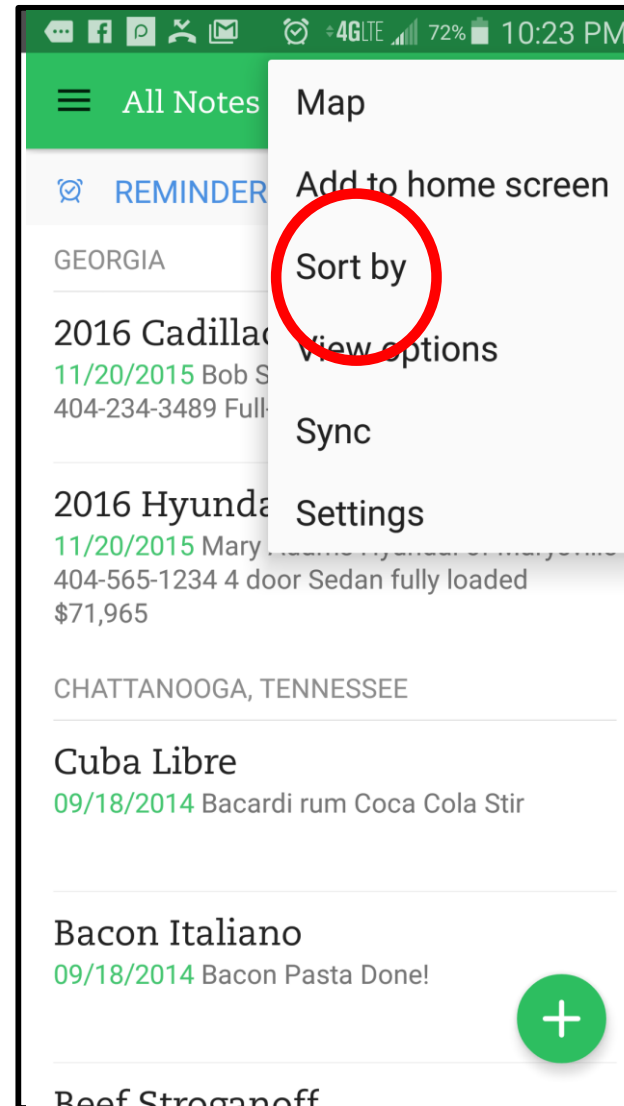 4GLTE 72% 10:23 PM
All Notes
Map
Add to home screen
Sort by
View options
Sync
Settings
REMINDER
GEORGIA
2016 Cadillac
11/20/2015 Bob S
404-234-3489 Full-
2016 Hyunda
11/20/2015 Mary
404-565-1234 4 door Sedan fully loaded
$71,965
CHATTANOOGA, TENNESSEE
Cuba Libre
09/18/2014 Bacardi rum Coca Cola Stir
Bacon Italiano
09/18/2014 Bacon Pasta Done!
Beef Stroganoff